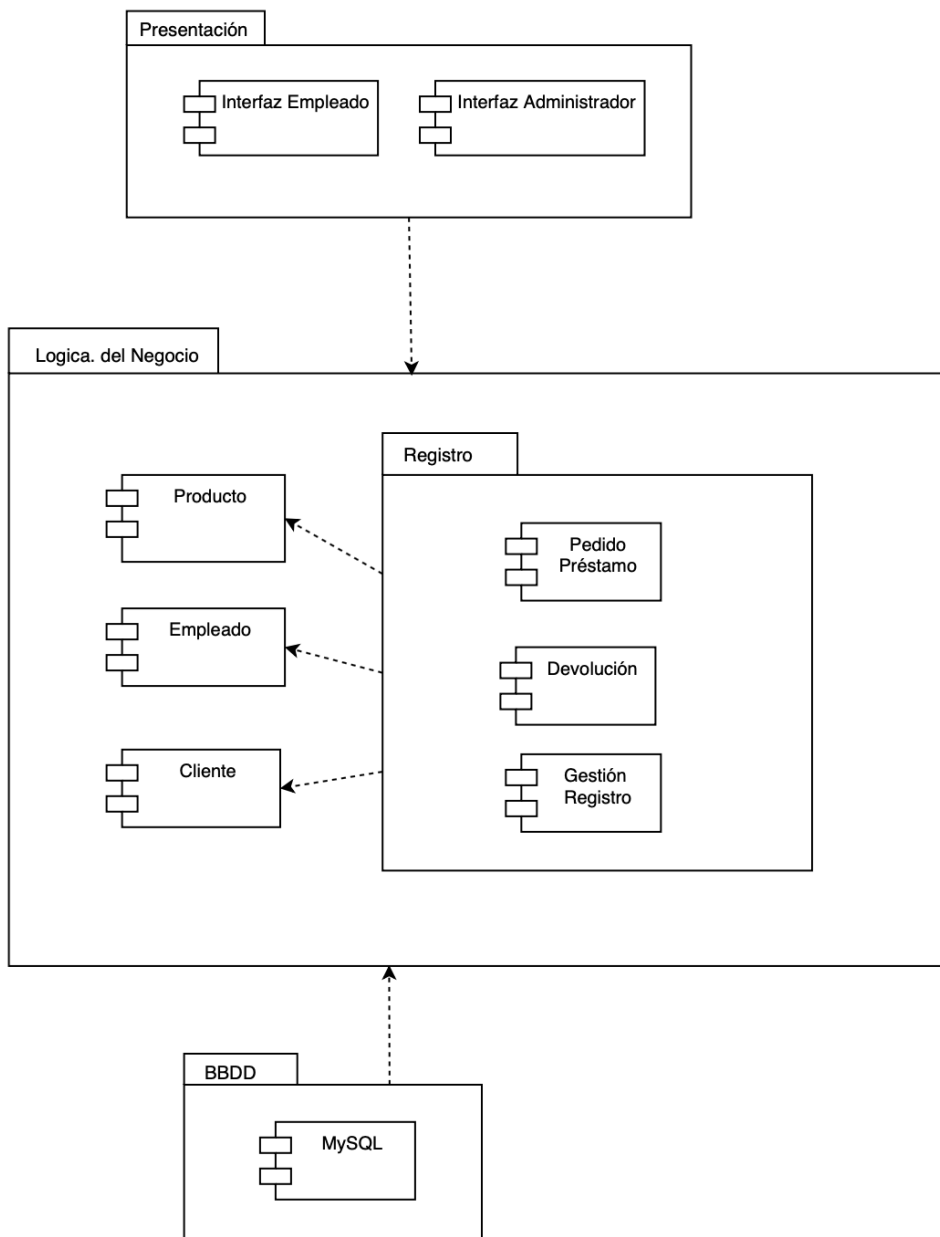 Presentación
Interfaz Empleado
Interfaz Administrador
Logica. del Negocio
Registro
Producto
Pedido
Préstamo
Empleado
Devolución
Cliente
Gestión
Registro
BBDD
MySQL